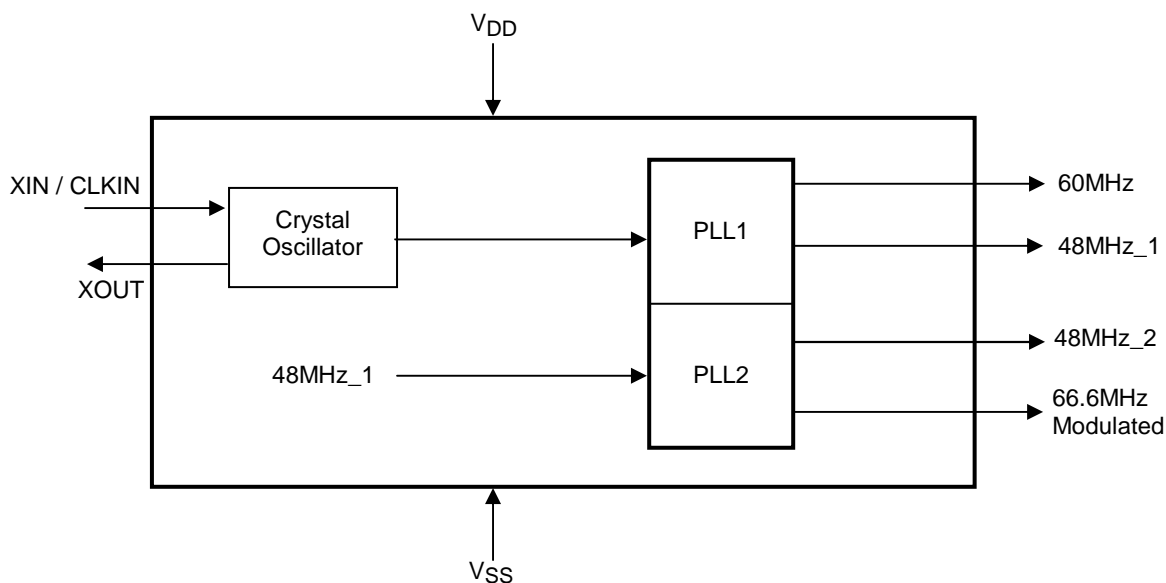 VDD
XIN / CLKIN
XOUT
Crystal
Oscillator
48MHz_1
PLL1
PLL2
60MHz
48MHz_1
48MHz_2
66.6MHz
Modulated
VSS